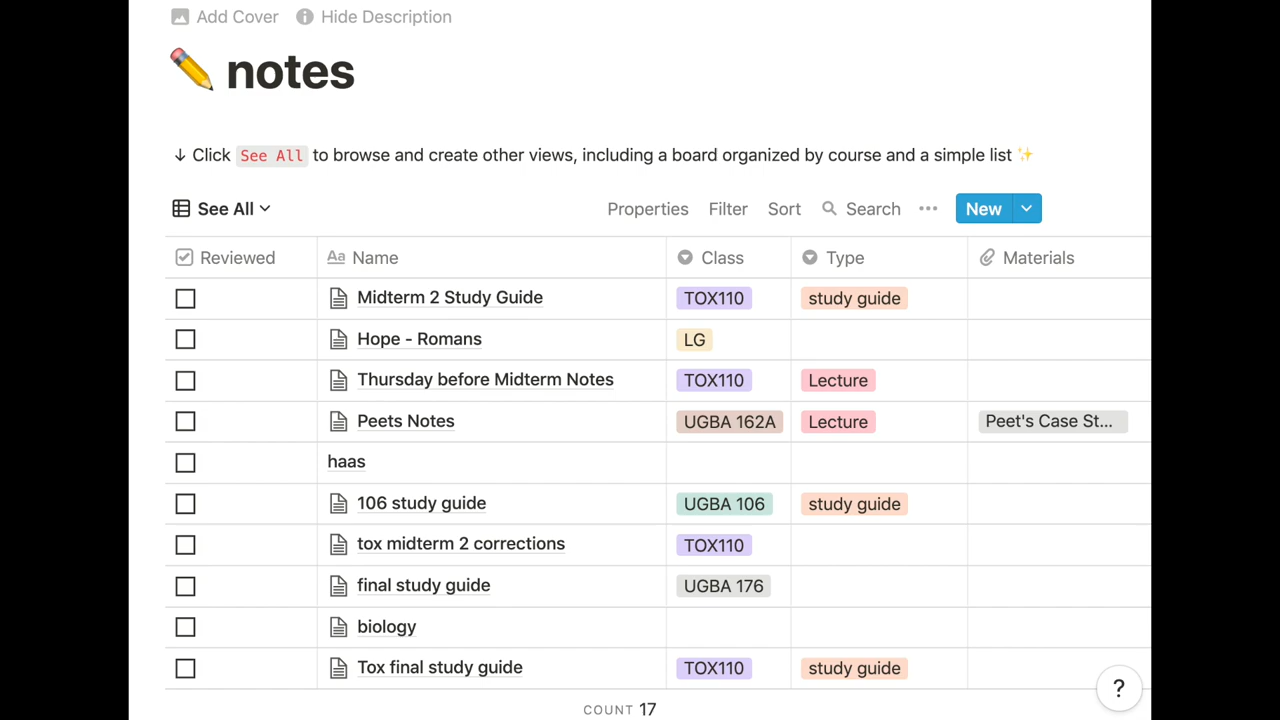 Add Cover Hide Description
notes
↓ Click See All to browse and create other views, including a board organized by course and a simple list ✨
See All Properties Filter Sort Search ••• New
Reviewed Aa Name Class Type Materials
Midterm 2 Study Guide TOX110 study guide
Hope - Romans LG
Thursday before Midterm Notes TOX110 Lecture
Peets Notes UGBA 162A Lecture Peet's Case St...
haas
106 study guide UGBA 106 study guide
tox midterm 2 corrections TOX110
final study guide UGBA 176
biology
Tox final study guide TOX110 study guide
COUNT 17
?